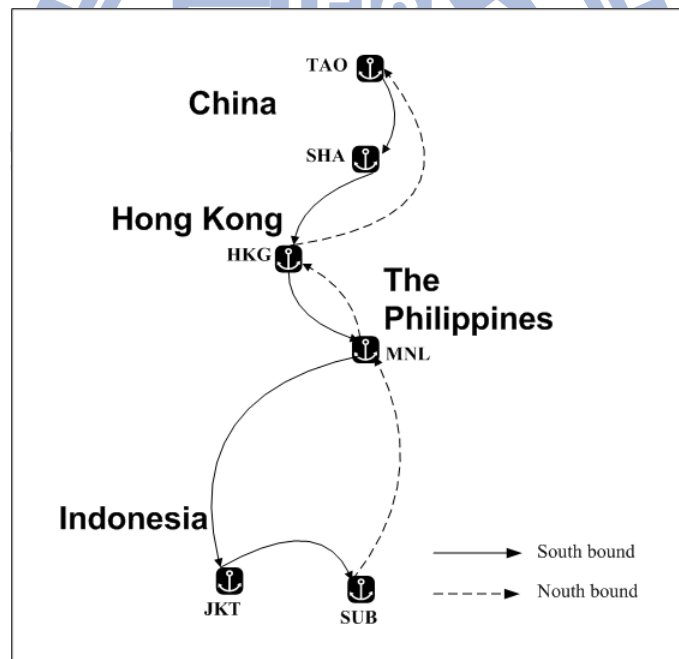 TAO
China
SHA
Hong Kong
HKG
The
Philippines
MNL
Indonesia
South bound
Nouth bound
JKT
SUB